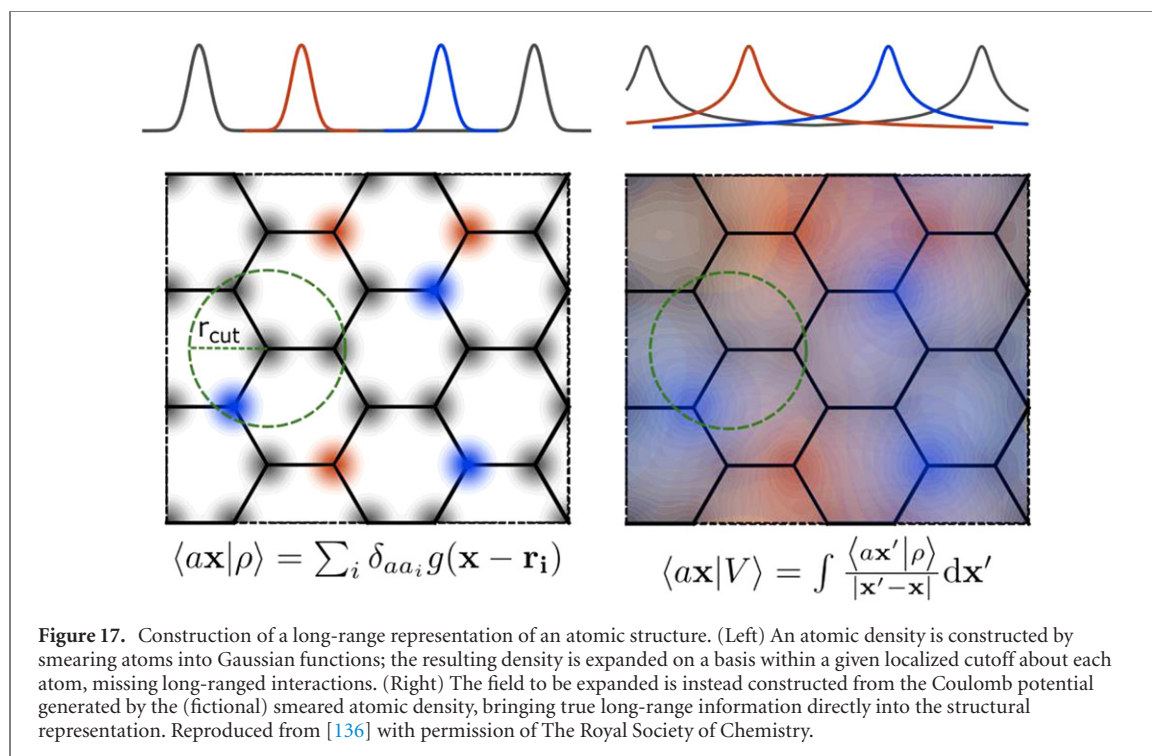 r_cut
⟨ax|ρ⟩ = ∑_i δ_{aa_i} g(x − r_i)
⟨ax|V⟩ = ∫ ⟨ax′|ρ⟩ / |x′−x| dx′
Figure 17. Construction of a long-range representation of an atomic structure. (Left) An atomic density is constructed by
smearing atoms into Gaussian functions; the resulting density is expanded on a basis within a given localized cutoff about each
atom, missing long-ranged interactions. (Right) The field to be expanded is instead constructed from the Coulomb potential
generated by the (fictional) smeared atomic density, bringing true long-range information directly into the structural
representation. Reproduced from [136] with permission of The Royal Society of Chemistry.